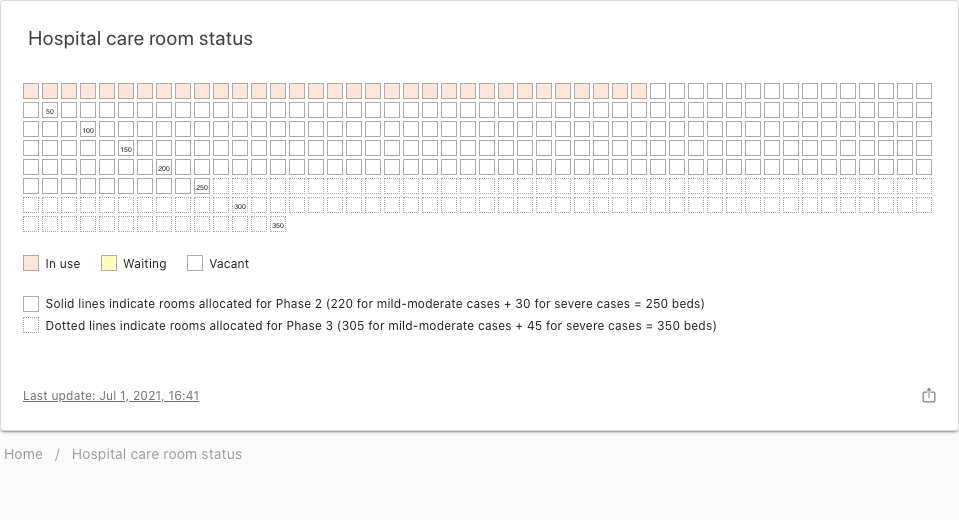 Hospital care room status
50
100
150
200
250
300
350
In use Waiting Vacant
Solid lines indicate rooms allocated for Phase 2 (220 for mild-moderate cases + 30 for severe cases = 250 beds)
Dotted lines indicate rooms allocated for Phase 3 (305 for mild-moderate cases + 45 for severe cases = 350 beds)
Last update: Jul 1, 2021, 16:41
Home / Hospital care room status